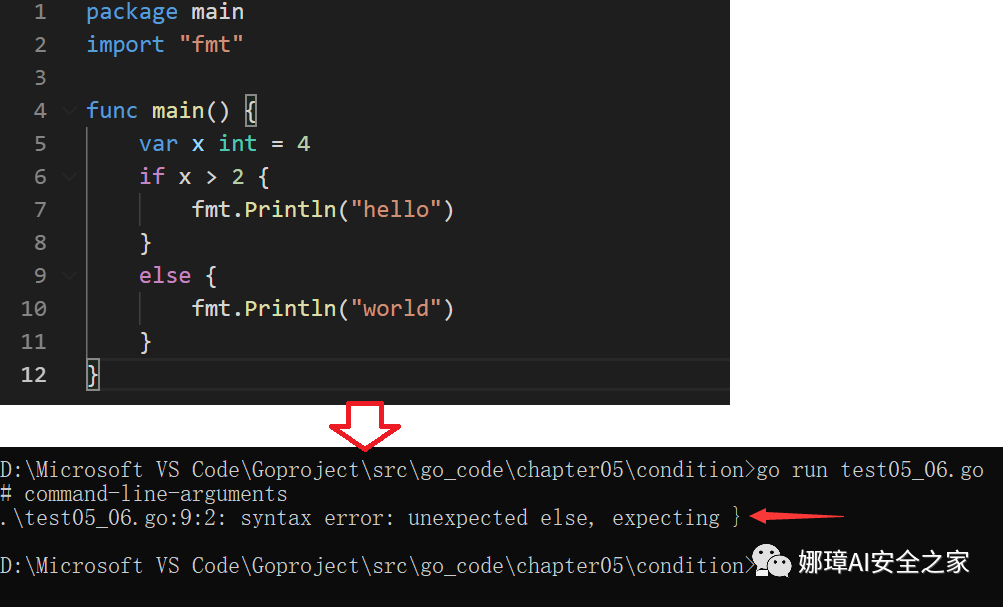 1 package main
2 import "fmt"
3
4 func main() {
5 var x int = 4
6 if x > 2 {
7 fmt.Println("hello")
8 }
9 else {
10 fmt.Println("world")
11 }
12 }
D:\Microsoft VS Code\Goproject\src\go_code\chapter05\condition>go run test05_06.go
# command-line-arguments
.\test05_06.go:9:2: syntax error: unexpected else, expecting }
D:\Microsoft VS Code\Goproject\src\go_code\chapter05\condition>
娜璋AI安全之家